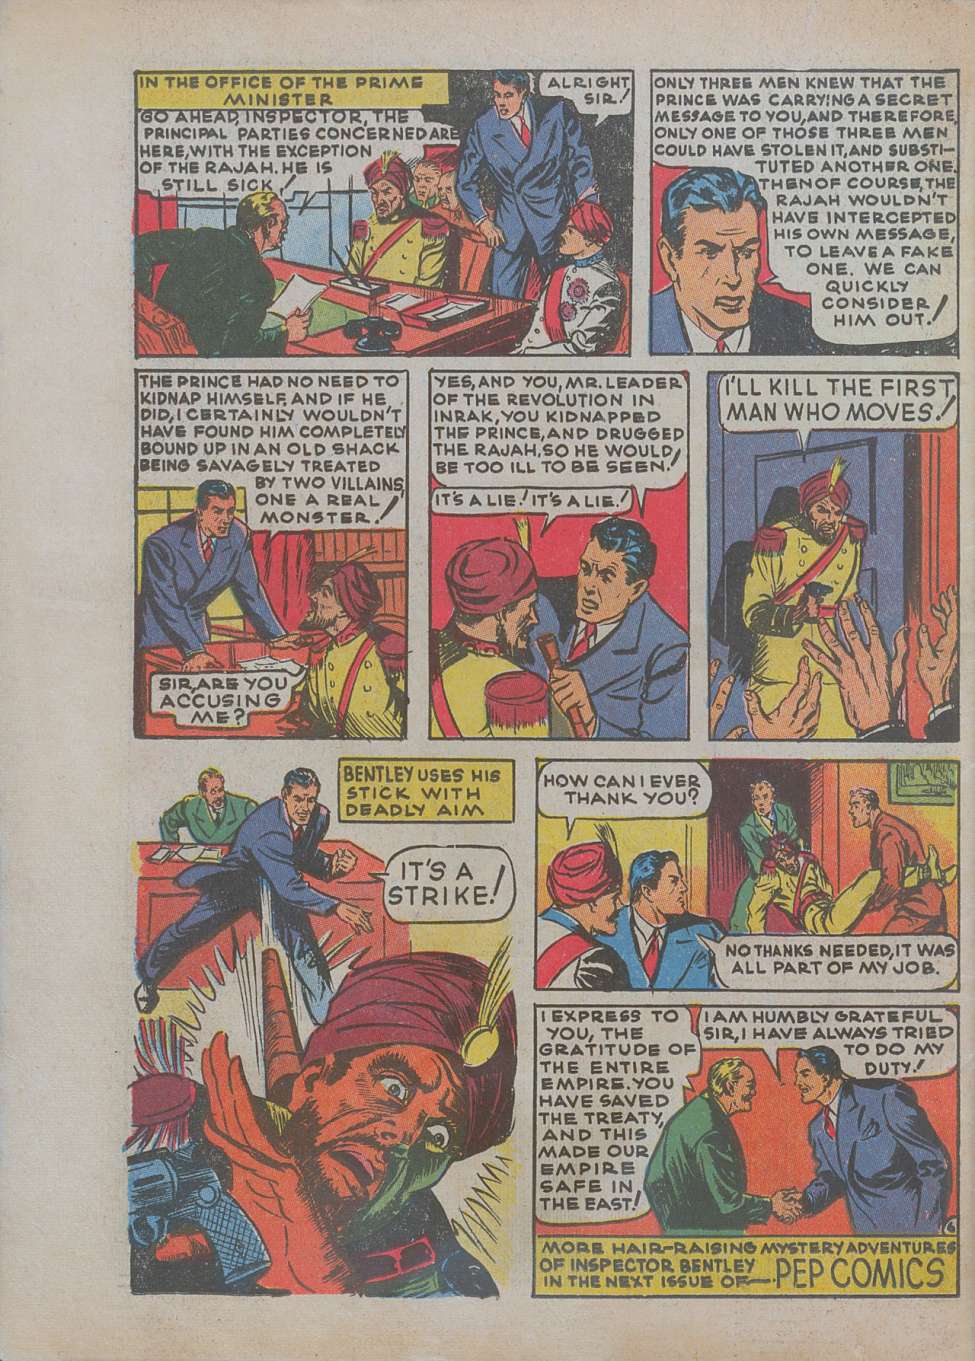 IN THE OFFICE OF THE PRIME
MINISTER
GO AHEAD, INSPECTOR, THE
PRINCIPAL PARTIES CONCERNED ARE
HERE, WITH THE EXCEPTION
OF THE RAJAH. HE IS
STILL SICK!
ALRIGHT,
SIR!
ONLY THREE MEN KNEW THAT THE
PRINCE WAS CARRYING A SECRET
MESSAGE TO YOU, AND THEREFORE,
ONLY ONE OF THOSE THREE MEN
COULD HAVE STOLEN IT, AND SUBSTI-
TUTED ANOTHER ONE.
THEN OF COURSE, THE
RAJAH WOULDN'T
HAVE INTERCEPTED
HIS OWN MESSAGE,
TO LEAVE A FAKE
ONE. WE CAN
QUICKLY
CONSIDER
HIM OUT.!
THE PRINCE HAD NO NEED TO
KIDNAP HIMSELF, AND IF HE
DID, I CERTAINLY WOULDN'T
HAVE FOUND HIM COMPLETELY
BOUND UP IN AN OLD SHACK
BEING SAVAGELY TREATED
BY TWO VILLAINS,
ONE A REAL
MONSTER.!
SIR, ARE YOU
ACCUSING
ME?
YES, AND YOU, MR. LEADER
OF THE REVOLUTION IN
INRAK, YOU KIDNAPPED
THE PRINCE, AND DRUGGED
THE RAJAH, SO HE WOULD
BE TOO ILL TO BE SEEN.!
IT'S A LIE.! IT'S A LIE.!
I'LL KILL THE FIRST
MAN WHO MOVES.!
BENTLEY USES HIS
STICK WITH
DEADLY AIM
IT'S A
STRIKE!
HOW CAN I EVER
THANK YOU?
NO THANKS NEEDED, IT WAS
ALL PART OF MY JOB.
I EXPRESS TO
YOU, THE
GRATITUDE OF
THE ENTIRE
EMPIRE. YOU
HAVE SAVED
THE TREATY,
AND THIS
MADE OUR
EMPIRE
SAFE IN
THE EAST!
I AM HUMBLY GRATEFUL
SIR, I HAVE ALWAYS TRIED
TO DO MY
DUTY.!
6
MORE HAIR-RAISING MYSTERY ADVENTURES
OF INSPECTOR BENTLEY
IN THE NEXT ISSUE OF— PEP COMICS